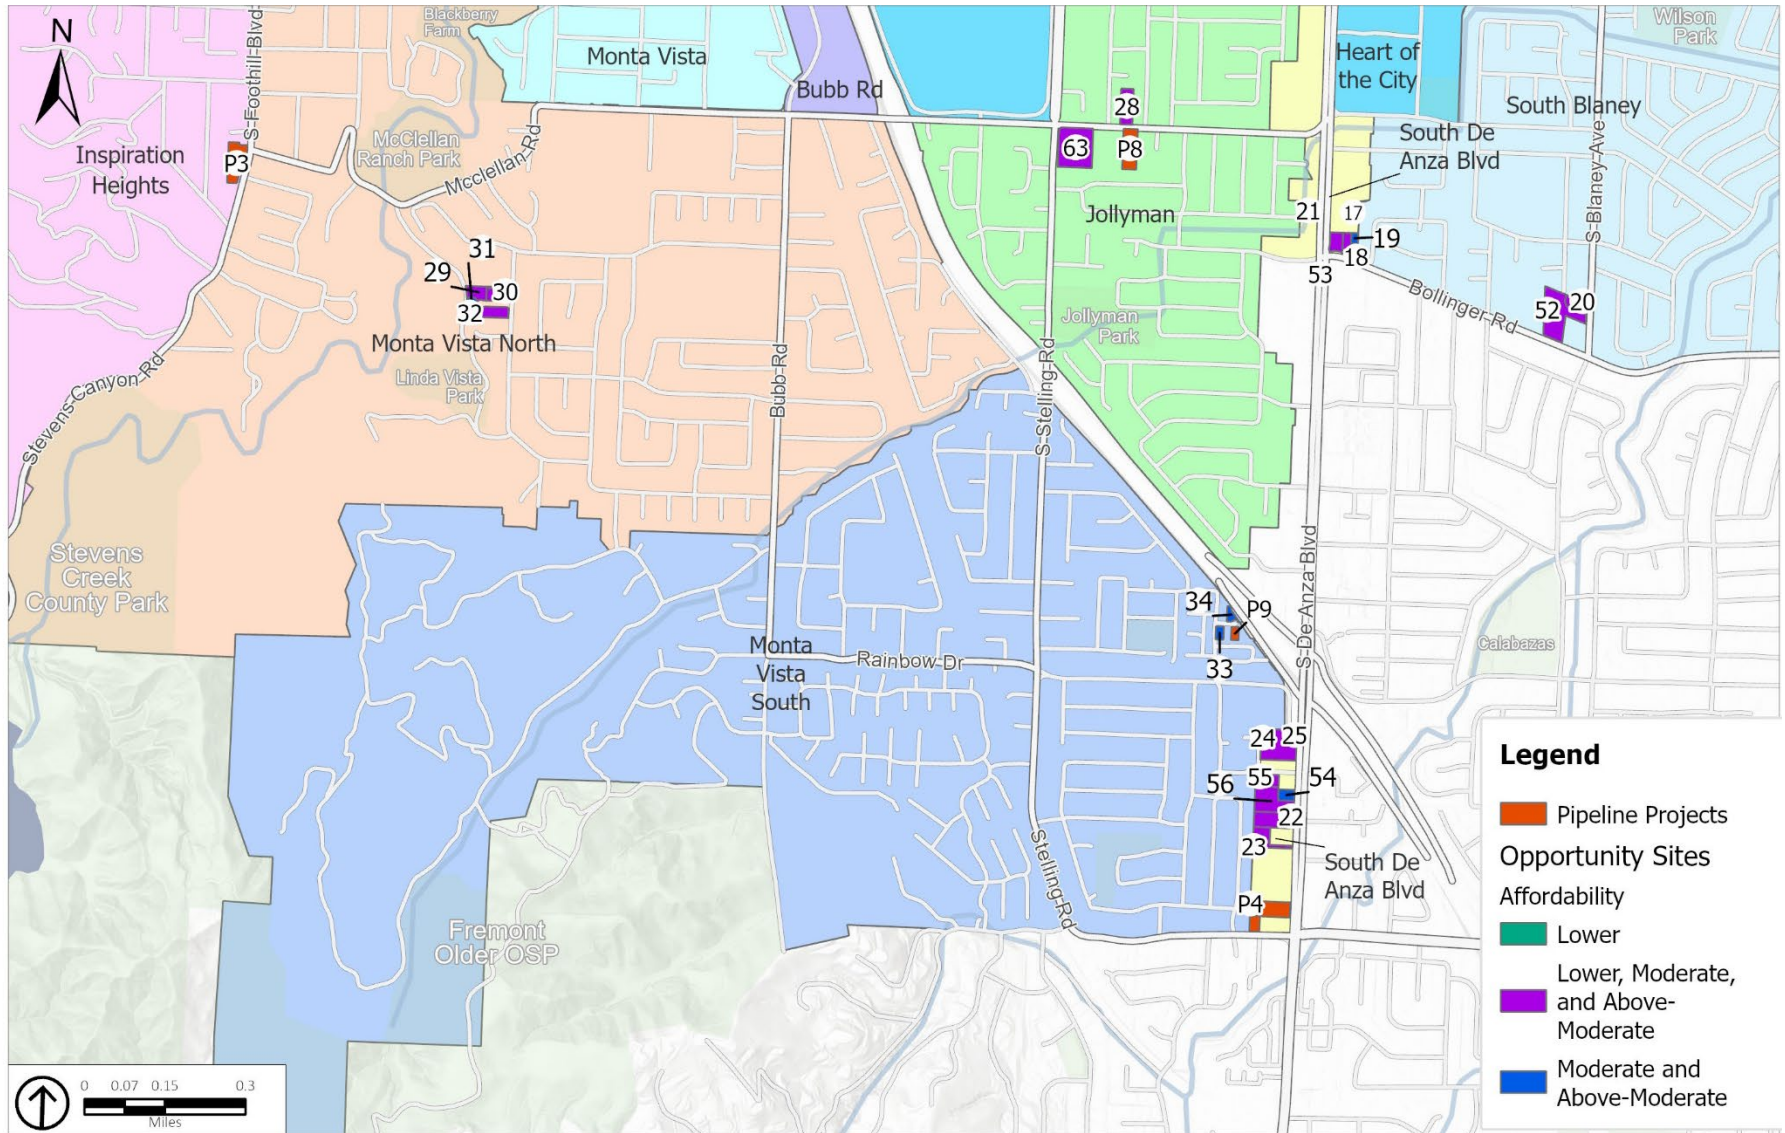 Blackberry
Farm
Wilson
Park
N
S Foothill Blvd
Monta Vista
Bubb Rd
Heart of
the City
South Blaney
28
South De
Anza Blvd
Inspiration
Heights
P3
McClellan
Ranch Park
Mcclellan Rd
63
P8
S Blaney Ave
Jollyman
21
17
19
18
53
31
29
30
32
Bollinger Rd
52
20
Jollyman
Park
Monta Vista North
Linda Vista
Park
Stevens Canyon Rd
Bubb Rd
S Stelling Rd
Stevens
Creek
County Park
S De Anza Blvd
34
P9
33
Calabazas
Monta
Vista
South
Rainbow Dr
24
25
56
55
54
22
23
South De
Anza Blvd
Stelling Rd
P4
Fremont
Older OSP
Legend
Pipeline Projects
Opportunity Sites
Affordability
Lower
Lower, Moderate,
and Above-
Moderate
Moderate and
Above-Moderate
0 0.07 0.15 0.3
Miles